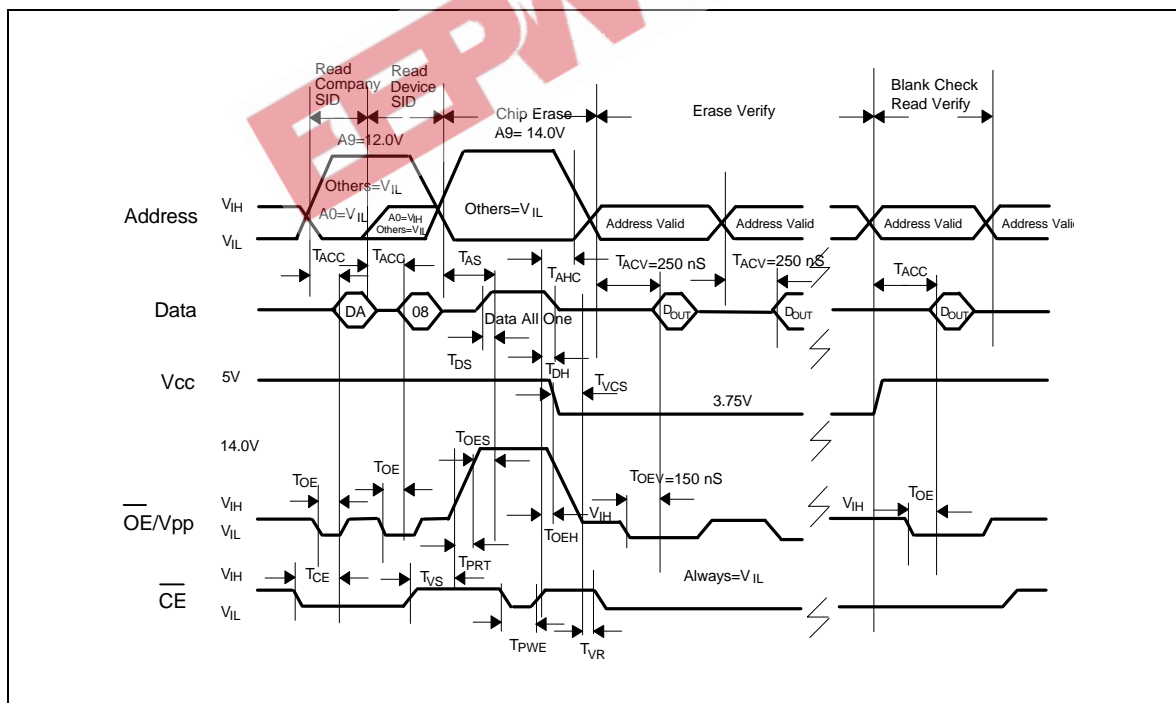 EEPW
Read Company SID
Read Device SID
Chip Erase
A9= 14.0V
Erase Verify
Blank Check
Read Verify
A9=12.0V
Others=VIL
A0=VIL
A0=VIH
Others=VIL
Others=VIL
Address
VIH
VIL
Address Valid
Address Valid
Address Valid
Address Valid
TACC
TACC
TAS
TAHC
TACV=250 nS
TACV=250 nS
TACC
Data
DA
08
Data All One
DOUT
DOUT
DOUT
TDS
TDH
Vcc
5V
TVCS
3.75V
14.0V
TOES
TOE
TOE
TOEV=150 nS
TOE
OE/Vpp
VIH
VIL
VIH
VIH
TOEH
TPRT
CE
VIH
VIL
TCE
TVS
Always=VIL
TPWE
TVR